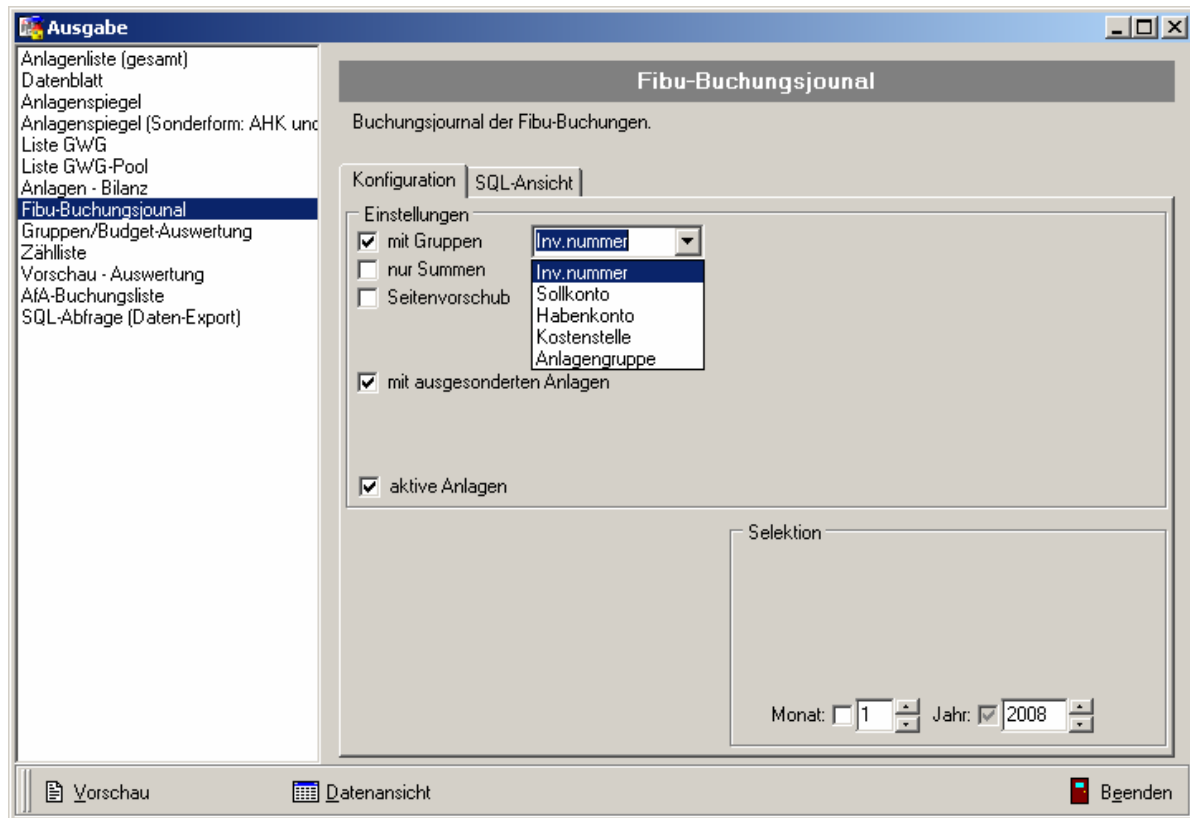 Ausgabe
Anlagenliste (gesamt)
Datenblatt
Anlagenspiegel
Anlagenspiegel (Sonderform: AHK und
Liste GWG
Liste GWG-Pool
Anlagen - Bilanz
Fibu-Buchungsjounal
Gruppen/Budget-Auswertung
Zählliste
Vorschau - Auswertung
AfA-Buchungsliste
SQL-Abfrage (Daten-Export)
Fibu-Buchungsjounal
Buchungsjournal der Fibu-Buchungen.
Konfiguration SQL-Ansicht
Einstellungen
mit Gruppen Inv.nummer
nur Summen
Seitenvorschub
Inv.nummer
Sollkonto
Habenkonto
Kostenstelle
Anlagengruppe
mit ausgesonderten Anlagen
aktive Anlagen
Selektion
Monat: 1 Jahr: 2008
Vorschau Datenansicht Beenden